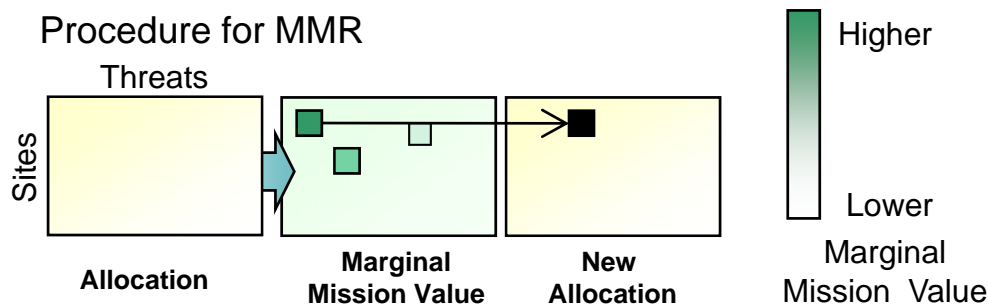 Procedure for MMR
Threats
Sites
Allocation
Marginal
Mission Value
New
Allocation
Higher
Lower
Marginal
Mission Value